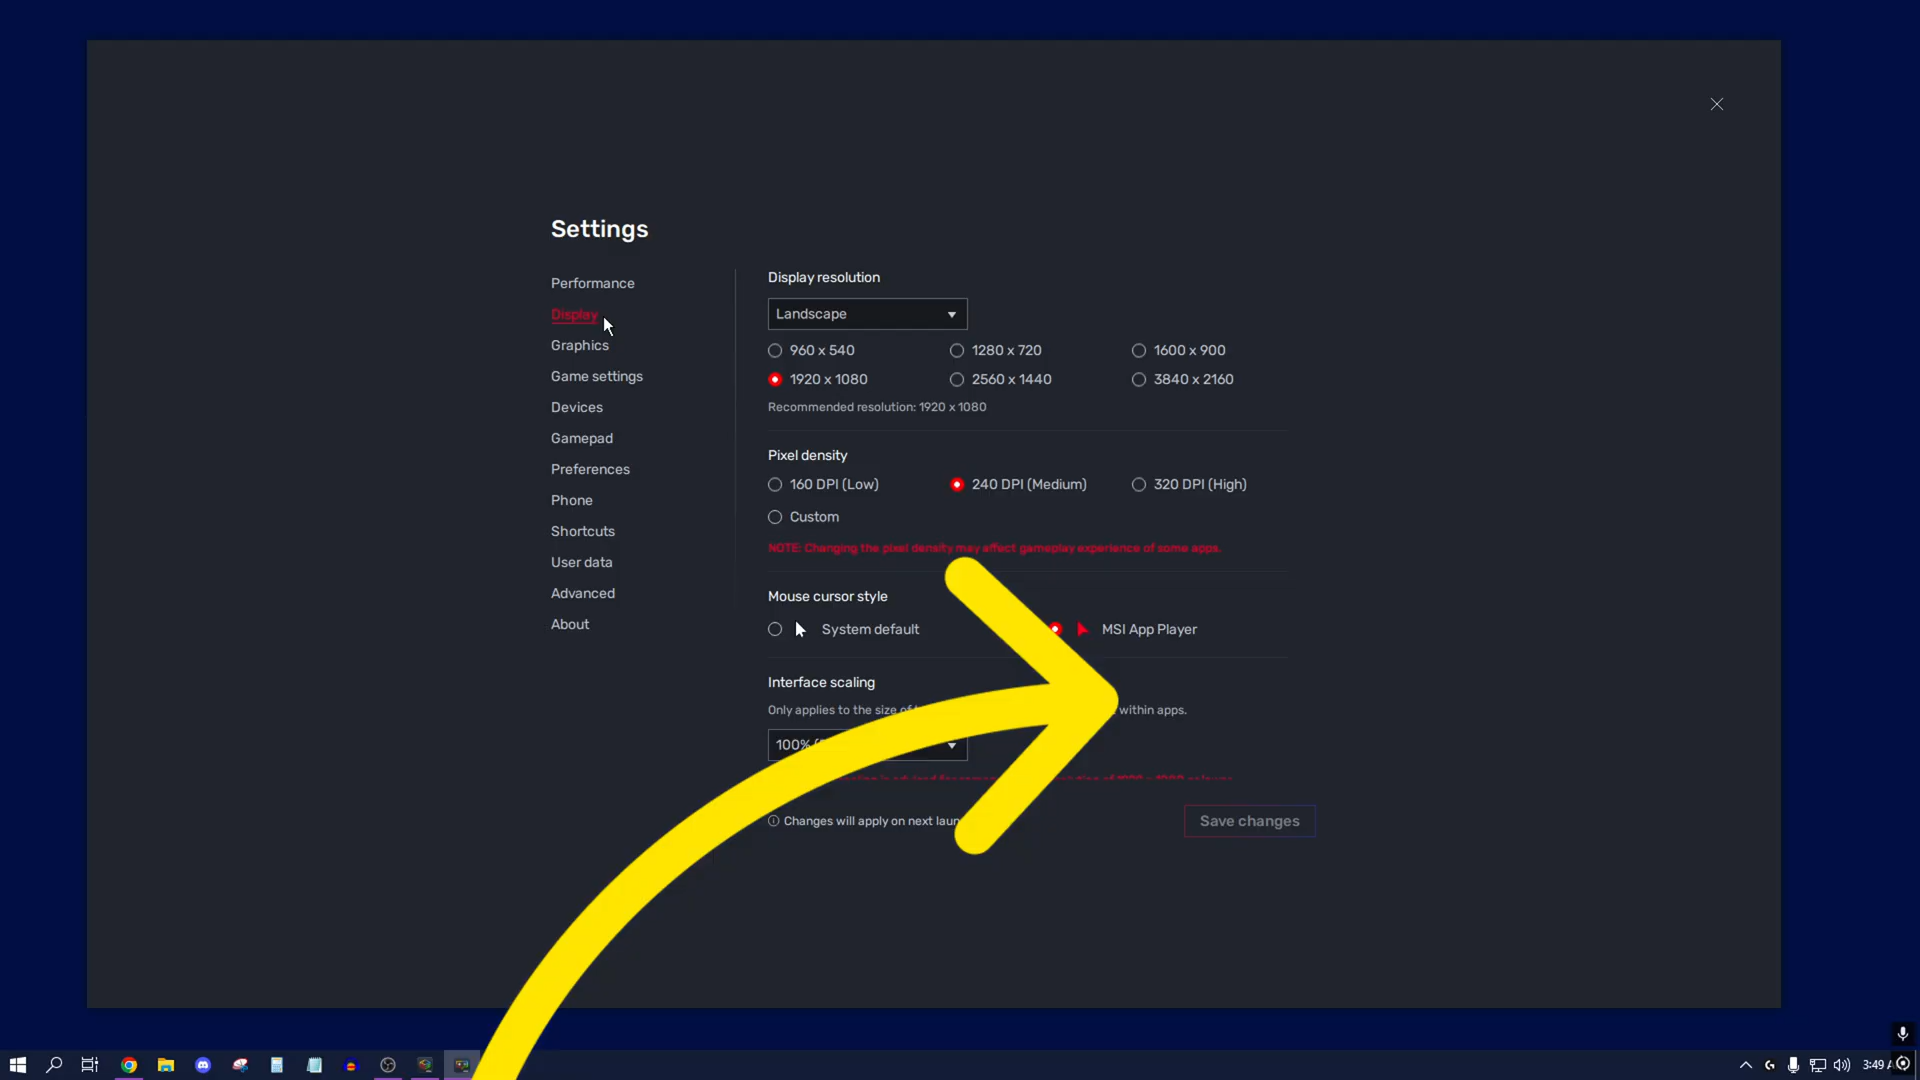 Settings
Performance
Display
Graphics
Game settings
Devices
Gamepad
Preferences
Phone
Shortcuts
User data
Advanced
About
Display resolution
Landscape
960 x 540
1280 x 720
1600 x 900
1920 x 1080
2560 x 1440
3840 x 2160
Recommended resolution: 1920 x 1080
Pixel density
160 DPI (Low)
240 DPI (Medium)
320 DPI (High)
Custom
NOTE: Changing the pixel density may affect gameplay experience of some apps.
Mouse cursor style
System default
MSI App Player
Interface scaling
Only applies to the size of within apps.
100%
Changes will apply on next
Save changes
3:49